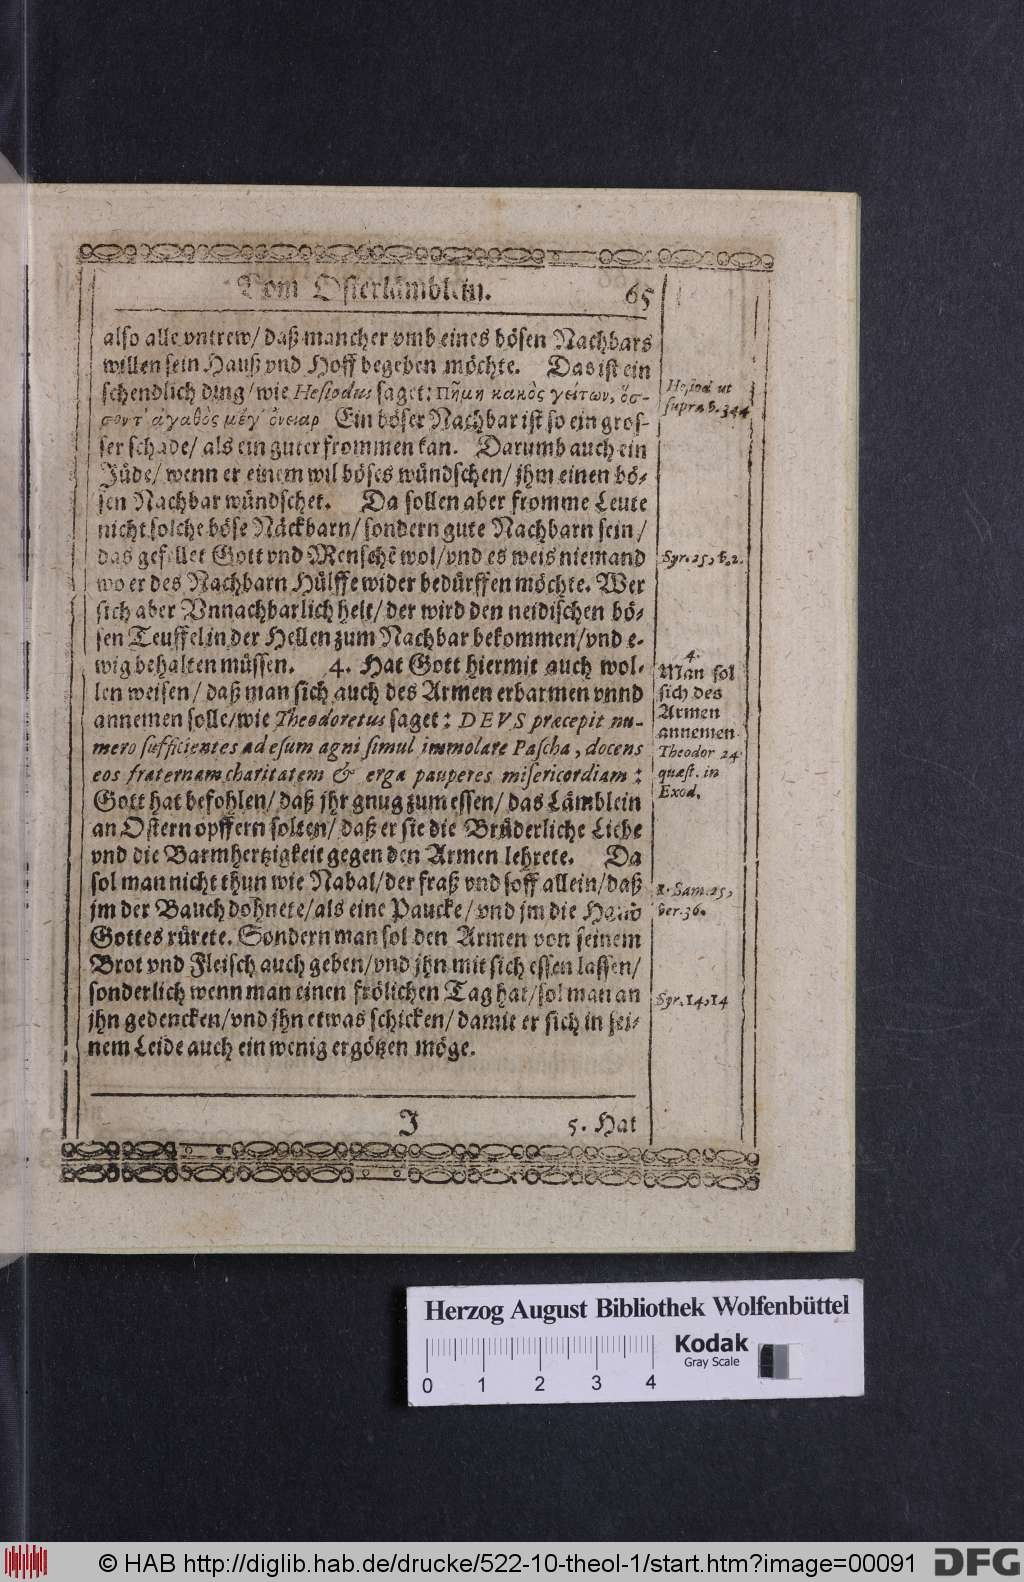 Vom Osterlämblein.
65
also alle vntrew/ daß mancher vmb eines bösen Nachbars
willen sein Hauß vnd Hoff begeben möchte. Das ist ein
schendlich ding/ wie Hesiodus saget: Πῆμη κακὸς γείτων, ὅσ-
σοντ' ἀγαθὸς μέγ' ὄνειαρ Ein böser Nachbar ist so ein gros-
ser schade/ als ein guter frommen kan. Darumb auch ein
Jüde/ wenn er einem wil böses wündschen/ jhm einen bö-
sen Nachbar wündschet. Da sollen aber fromme Leute
nicht solche böse Näckbarn/ sondern gute Nachbarn sein/
das gefellet Gott vnd Menschē wol/ vnd es weis niemand
wo er des Nachbarn Hülffe wider bedürffen möchte. Wer
sich aber Vnnachbarlich helt/ der wird den neidischen bö-
sen Teuffel in der Hellen zum Nachbar bekommen/ vnd e-
wig behalten müssen. 4. Hat Gott hiermit auch wol-
len weisen/ daß man sich auch des Armen erbarmen vnnd
annemen solle/ wie Theodoretus saget: DEVS præcepit nu-
mero sufficientes ad esum agni simul immolare Pascha, docens
eos fraternam charitatem & erga pauperes misericordiam:
Gott hat befohlen/ daß jhr gnug zum essen/ das Lämblein
an Ostern opffern solten/ daß er sie die Brüderliche Liebe
vnd die Barmhertzigkeit gegen den Armen lehrete. Da
sol man nicht thun wie Nabal/ der fraß vnd soff allein/ daß
jm der Bauch dohnete/ als eine Paucke/ vnd jm die Hand
Gottes rürete. Sondern man sol den Armen von seinem
Brot vnd Fleisch auch geben/ vnd jhn mit sich essen lassen/
sonderlich wenn man einen frölichen Tag hat/ sol man an
jhn gedencken/ vnd jhn etwas schicken/ damit er sich in sei-
nem Leide auch ein wenig ergötzen möge.
J
5. Hat
Hesiod ut
supra v. 344
Syr. 25, v. 2.
4.
Man sol
sich des
Armen
annemen.
Theodor 24
quæst. in
Exod.
1. Sam. 25,
ver. 36.
Syr. 14, 14
Herzog August Bibliothek Wolfenbüttel
Kodak
Gray Scale
0 1 2 3 4
© HAB http://diglib.hab.de/drucke/522-10-theol-1/start.htm?image=00091
DFG